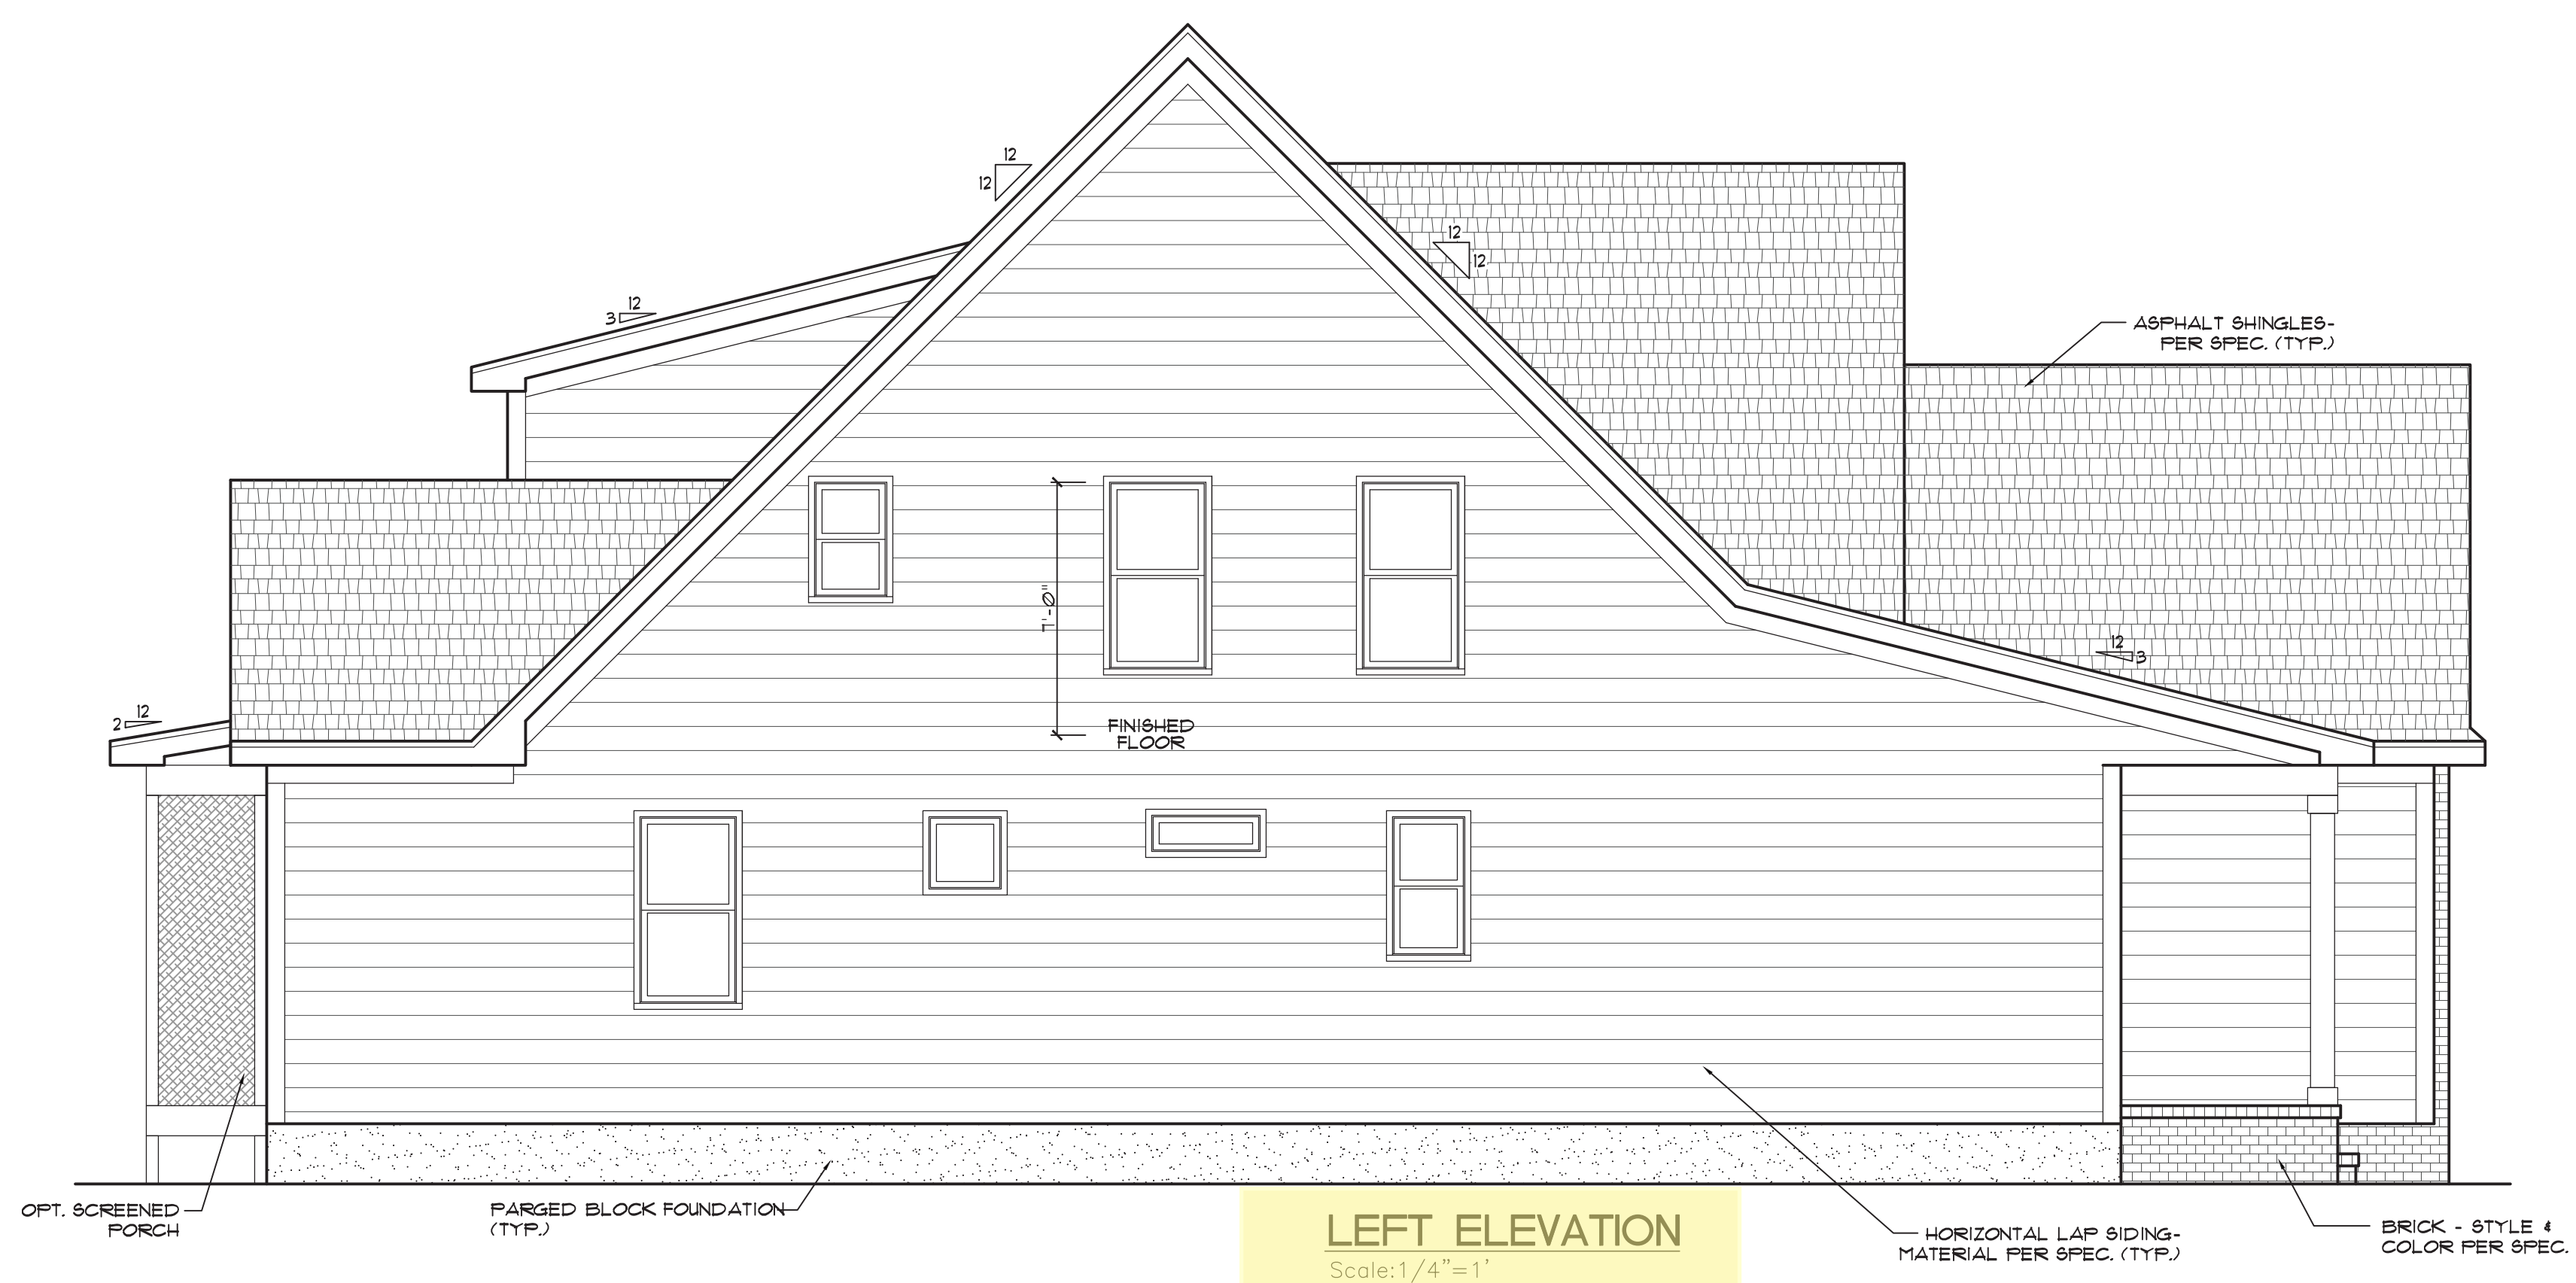 12
12
12
12
12
3
ASPHALT SHINGLES-
PER SPEC. (TYP.)
12
3
12
2
7'-0"
FINISHED
FLOOR
OPT. SCREENED
PORCH
PARGED BLOCK FOUNDATION
(TYP.)
LEFT ELEVATION
Scale:1/4"=1'
HORIZONTAL LAP SIDING-
MATERIAL PER SPEC. (TYP.)
BRICK - STYLE &
COLOR PER SPEC.